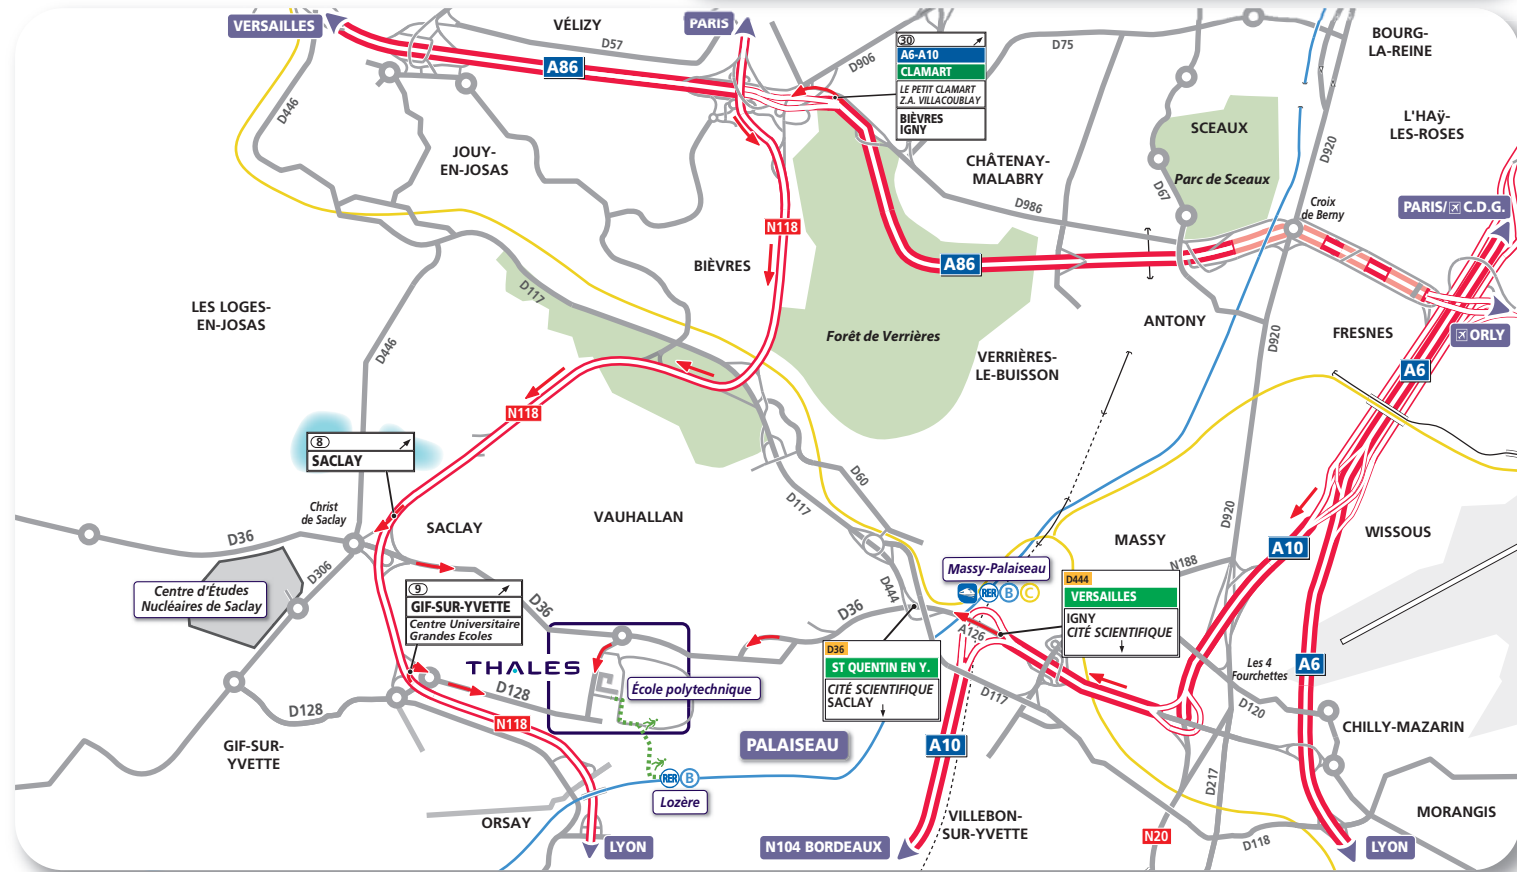 VERSAILLES
VÉLIZY
PARIS
D57
A86
D906
30
A6-A10
CLAMART
LE PETIT CLAMART
Z.A. VILLACOUBLAY
BIÈVRES
IGNY
D75
BOURG-
LA-REINE
L'HAÿ-
LES-ROSES
D446
JOUY-
EN-JOSAS
SCEAUX
Parc de Sceaux
D920
CHÂTENAY-
MALABRY
D67
D986
Croix
de Berny
PARIS/ C.D.G.
N118
BIÈVRES
A86
D117
LES LOGES-
EN-JOSAS
D446
Forêt de Verrières
VERRIÈRES-
LE-BUISSON
ANTONY
D920
FRESNES
ORLY
A6
N118
8
SACLAY
D60
D117
Christ
de Saclay
SACLAY
VAUHALLAN
D920
WISSOUS
D36
A10
MASSY
N188
D306
Centre d'Études
Nucléaires de Saclay
9
GIF-SUR-YVETTE
Centre Universitaire
Grandes Ecoles
D36
D444
Massy-Palaiseau
RER B C
D444
VERSAILLES
IGNY
CITÉ SCIENTIFIQUE
D36
A126
D36
ST QUENTIN EN Y.
CITÉ SCIENTIFIQUE
SACLAY
THALES
École polytechnique
D128
D128
N118
D117
Les 4
Fourchettes
A6
D120
CHILLY-MAZARIN
GIF-SUR-
YVETTE
PALAISEAU
A10
RER B
Lozère
D217
ORSAY
VILLEBON-
SUR-YVETTE
MORANGIS
LYON
N104 BORDEAUX
N20
D118
LYON